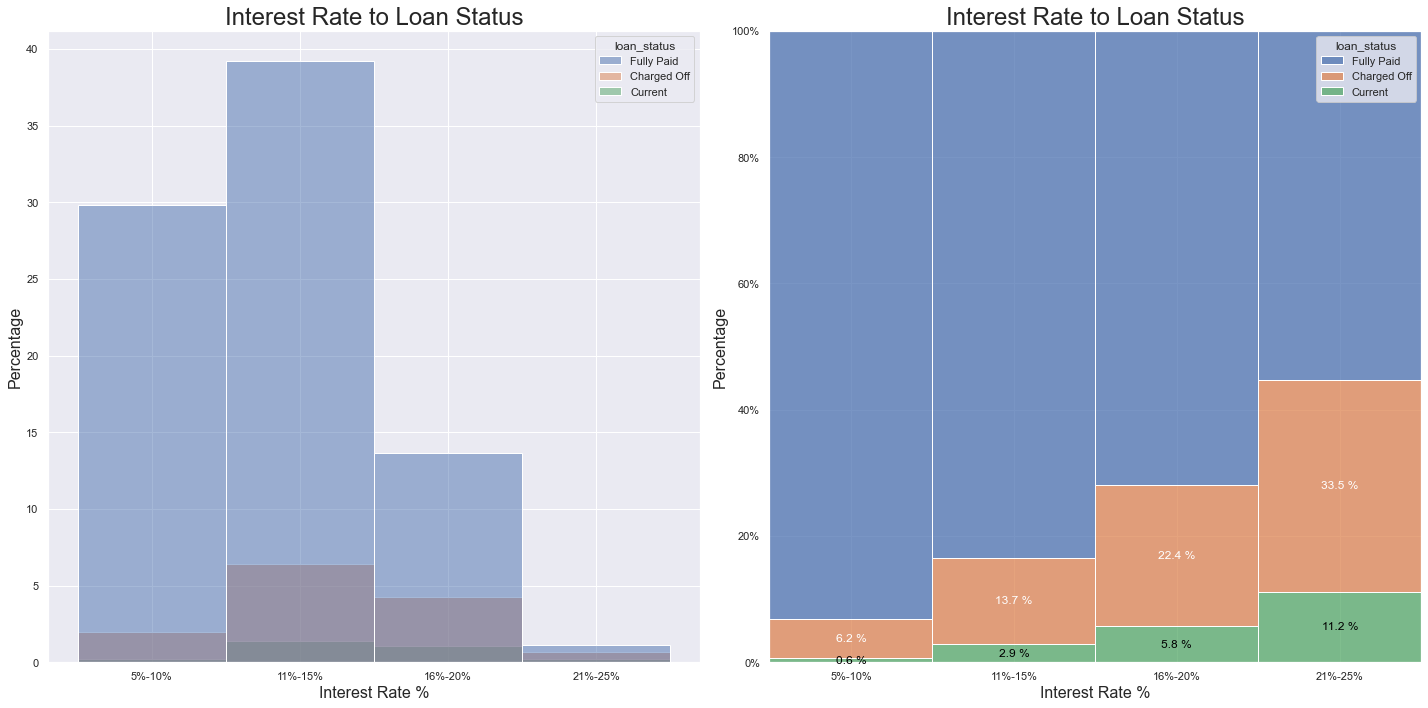 Interest Rate to Loan Status
40
35
30
25
20
15
10
5
0
Percentage
loan_status
Fully Paid
Charged Off
Current
5%-10%
11%-15%
16%-20%
21%-25%
Interest Rate %
Interest Rate to Loan Status
100%
80%
60%
40%
20%
0%
Percentage
loan_status
Fully Paid
Charged Off
Current
33.5 %
22.4 %
13.7 %
6.2 %
11.2 %
5.8 %
2.9 %
0.6 %
5%-10%
11%-15%
16%-20%
21%-25%
Interest Rate %